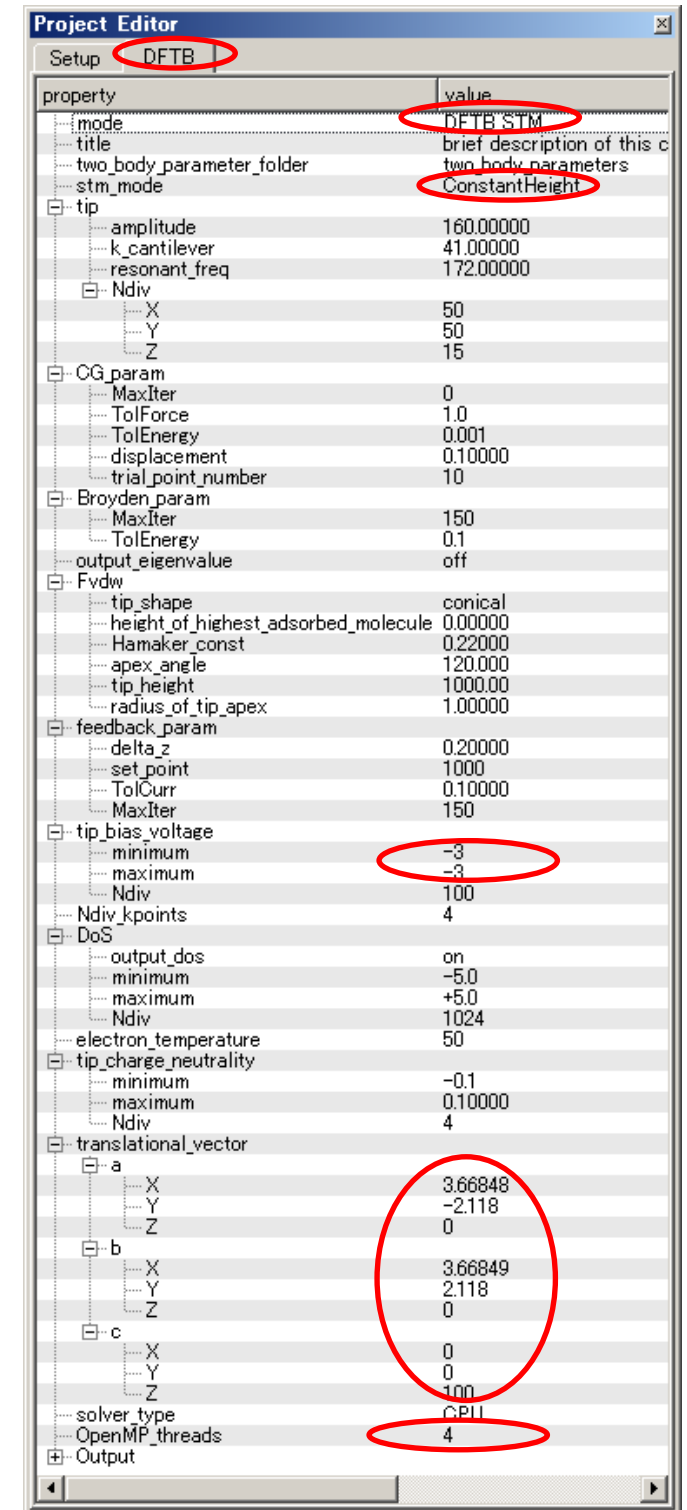 Project Editor
Setup DFTB
property value
mode DFTB STM
title brief description of this c
two_body_parameter_folder two_body_parameters
stm_mode ConstantHeight
tip
amplitude 160.00000
k_cantilever 41.00000
resonant_freq 172.00000
Ndiv
X 50
Y 50
Z 15
CG_param
MaxIter 0
TolForce 1.0
TolEnergy 0.001
displacement 0.10000
trial_point_number 10
Broyden_param
MaxIter 150
TolEnergy 0.1
output_eigenvalue off
Fvdw
tip_shape conical
height_of_highest_adsorbed_molecule 0.00000
Hamaker_const 0.22000
apex_angle 120.000
tip_height 1000.00
radius_of_tip_apex 1.00000
feedback_param
delta_z 0.20000
set_point 1000
TolCurr 0.10000
MaxIter 150
tip_bias_voltage
minimum -3
maximum -3
Ndiv 100
Ndiv_kpoints 4
DoS
output_dos on
minimum -5.0
maximum +5.0
Ndiv 1024
electron_temperature 50
tip_charge_neutrality
minimum -0.1
maximum 0.10000
Ndiv 4
translational_vector
a
X 3.66848
Y -2.118
Z 0
b
X 3.66849
Y 2.118
Z 0
c
X 0
Y 0
Z 100
solver_type CPU
OpenMP_threads 4
Output